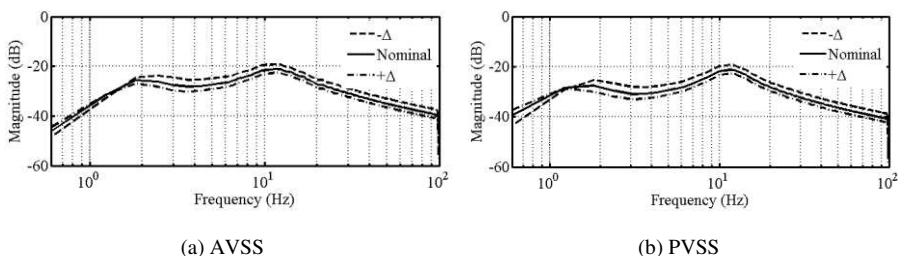 0
-20
-40
-60
Magnitude (dB)
10^0
10^1
10^2
Frequency (Hz)
-Δ
Nominal
+Δ
(a) AVSS
0
-20
-40
-60
Magnitude (dB)
10^0
10^1
10^2
Frequency (Hz)
-Δ
Nominal
+Δ
(b) PVSS